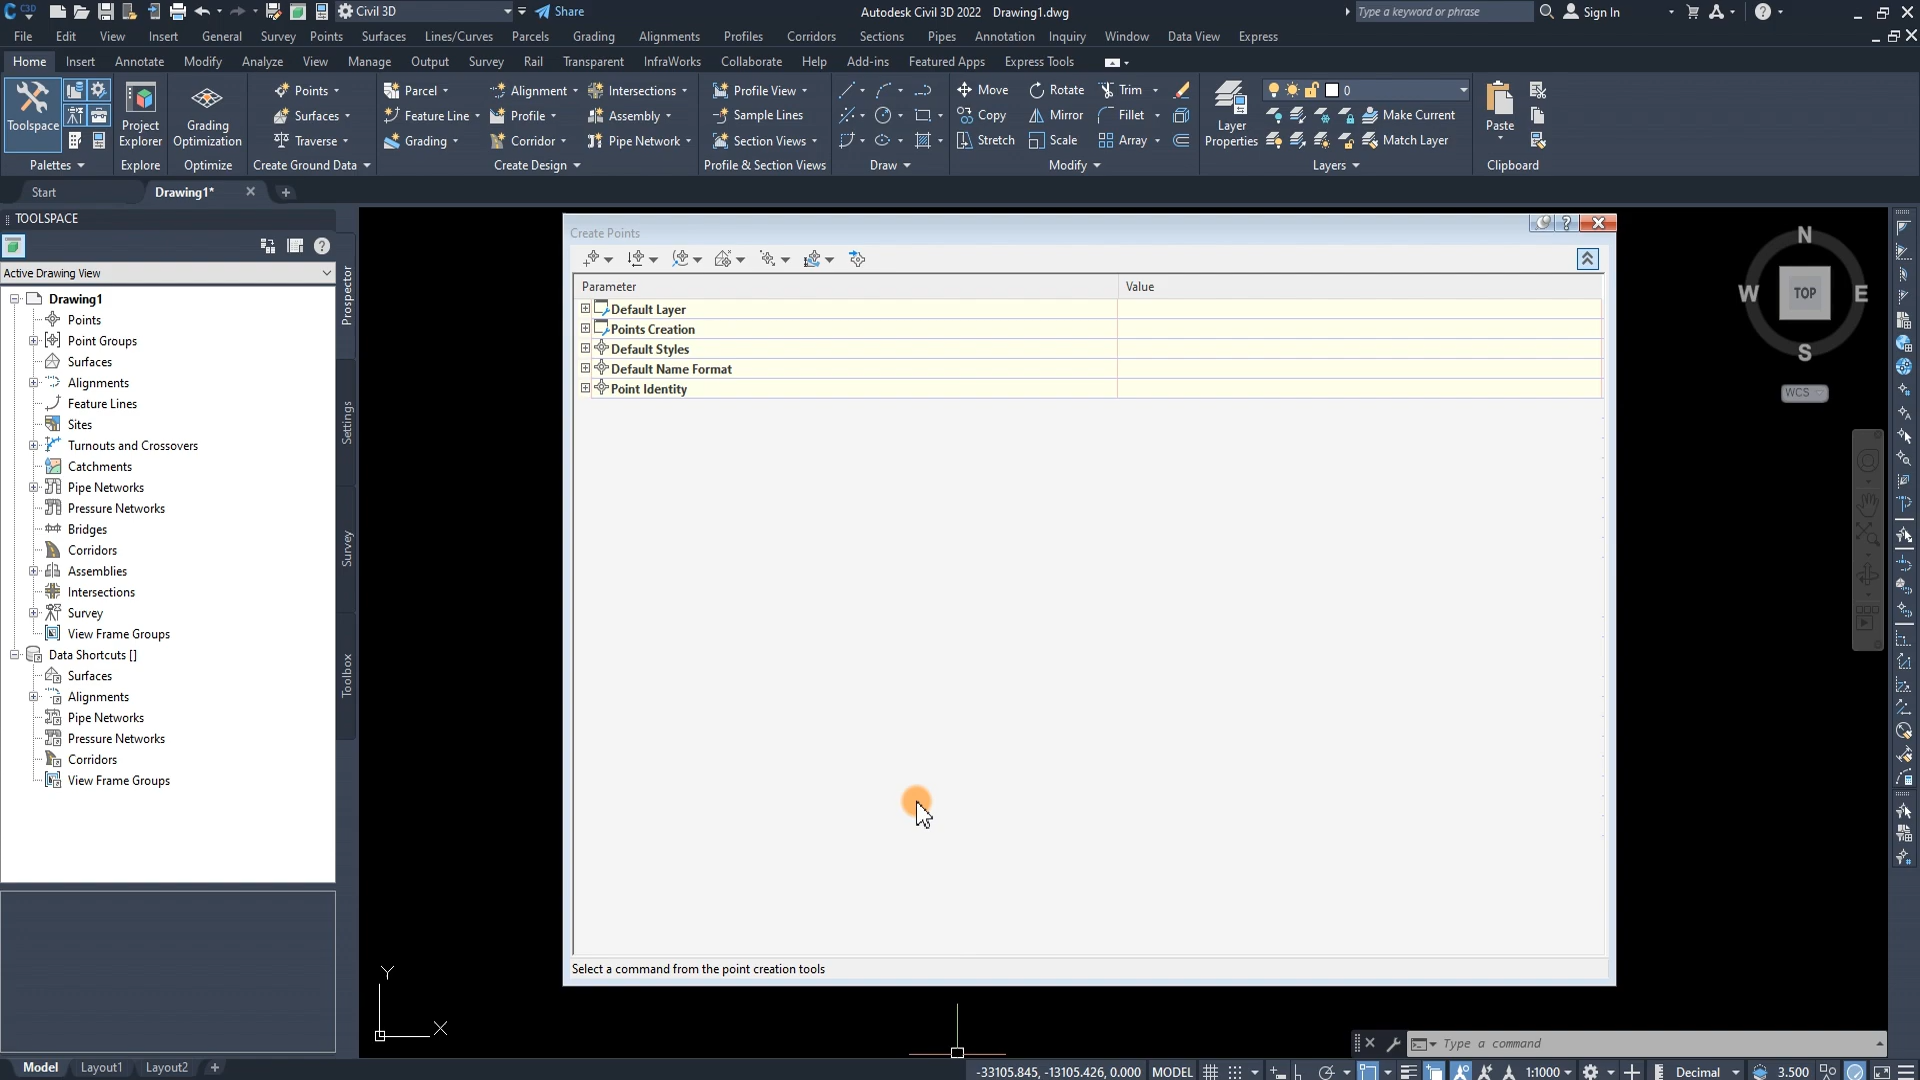 Civil 3D
Share
Autodesk Civil 3D 2022 Drawing1.dwg
Type a keyword or phrase
Sign In
File Edit View Insert General Survey Points Surfaces Lines/Curves Parcels Grading Alignments Profiles Corridors Sections Pipes Annotation Inquiry Window Data View Express
Home Insert Annotate Modify Analyze View Manage Output Survey Rail Transparent InfraWorks Collaborate Help Add-ins Featured Apps Express Tools
Points Parcel Alignment Intersections Profile View Move Rotate Trim 0
Toolspace Project Explorer Grading Optimization Surfaces Feature Line Profile Assembly Sample Lines Copy Mirror Fillet Layer Properties Make Current Paste
Traverse Grading Corridor Pipe Network Section Views Stretch Scale Array Match Layer
Palettes Explore Optimize Create Ground Data Create Design Profile & Section Views Draw Modify Layers Clipboard
Start Drawing1*
TOOLSPACE
Active Drawing View
Drawing1
Points
Point Groups
Surfaces
Alignments
Feature Lines
Sites
Turnouts and Crossovers
Catchments
Pipe Networks
Pressure Networks
Bridges
Corridors
Assemblies
Intersections
Survey
View Frame Groups
Data Shortcuts []
Surfaces
Alignments
Pipe Networks
Pressure Networks
Corridors
View Frame Groups
Prospector
Settings
Survey
Toolbox
Create Points
Parameter Value
Default Layer
Points Creation
Default Styles
Default Name Format
Point Identity
Select a command from the point creation tools
N
W TOP E
S
WCS
Y
X
Type a command
Model Layout1 Layout2
-33105.845, -13105.426, 0.000 MODEL 1:1000 Decimal 3.500